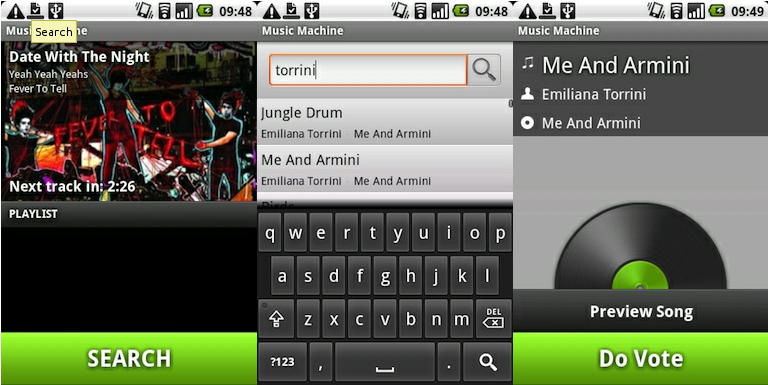 09:48
Music Machine
Search
Date With The Night
Yeah Yeah Yeahs
Fever To Tell
FEVER TO TELL
Next track in: 2:26
PLAYLIST
SEARCH
09:48
Music Machine
torrini
Jungle Drum
Emiliana Torrini Me And Armini
Me And Armini
Emiliana Torrini Me And Armini
q w e r t y u i o p
a s d f g h j k l
z x c v b n m DEL
?123 , .
09:49
Music Machine
Me And Armini
Emiliana Torrini
Me And Armini
Preview Song
Do Vote